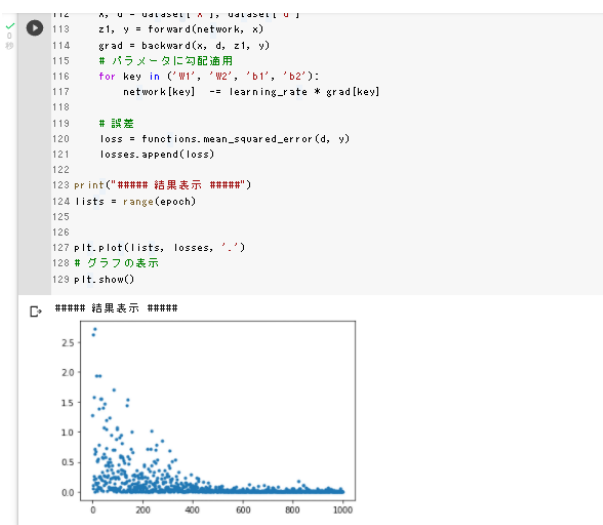 112 x, d = dataset['x'], dataset['d']
113 z1, y = forward(network, x)
114 grad = backward(x, d, z1, y)
115 # パラメータに勾配適用
116 for key in ('W1', 'W2', 'b1', 'b2'):
117 network[key] -= learning_rate * grad[key]
118
119 # 誤差
120 loss = functions.mean_squared_error(d, y)
121 losses.append(loss)
122
123 print("##### 結果表示 #####")
124 lists = range(epoch)
125
126
127 plt.plot(lists, losses, '.')
128 # グラフの表示
129 plt.show()
0
秒
##### 結果表示 #####
2.5
2.0
1.5
1.0
0.5
0.0
0 200 400 600 800 1000